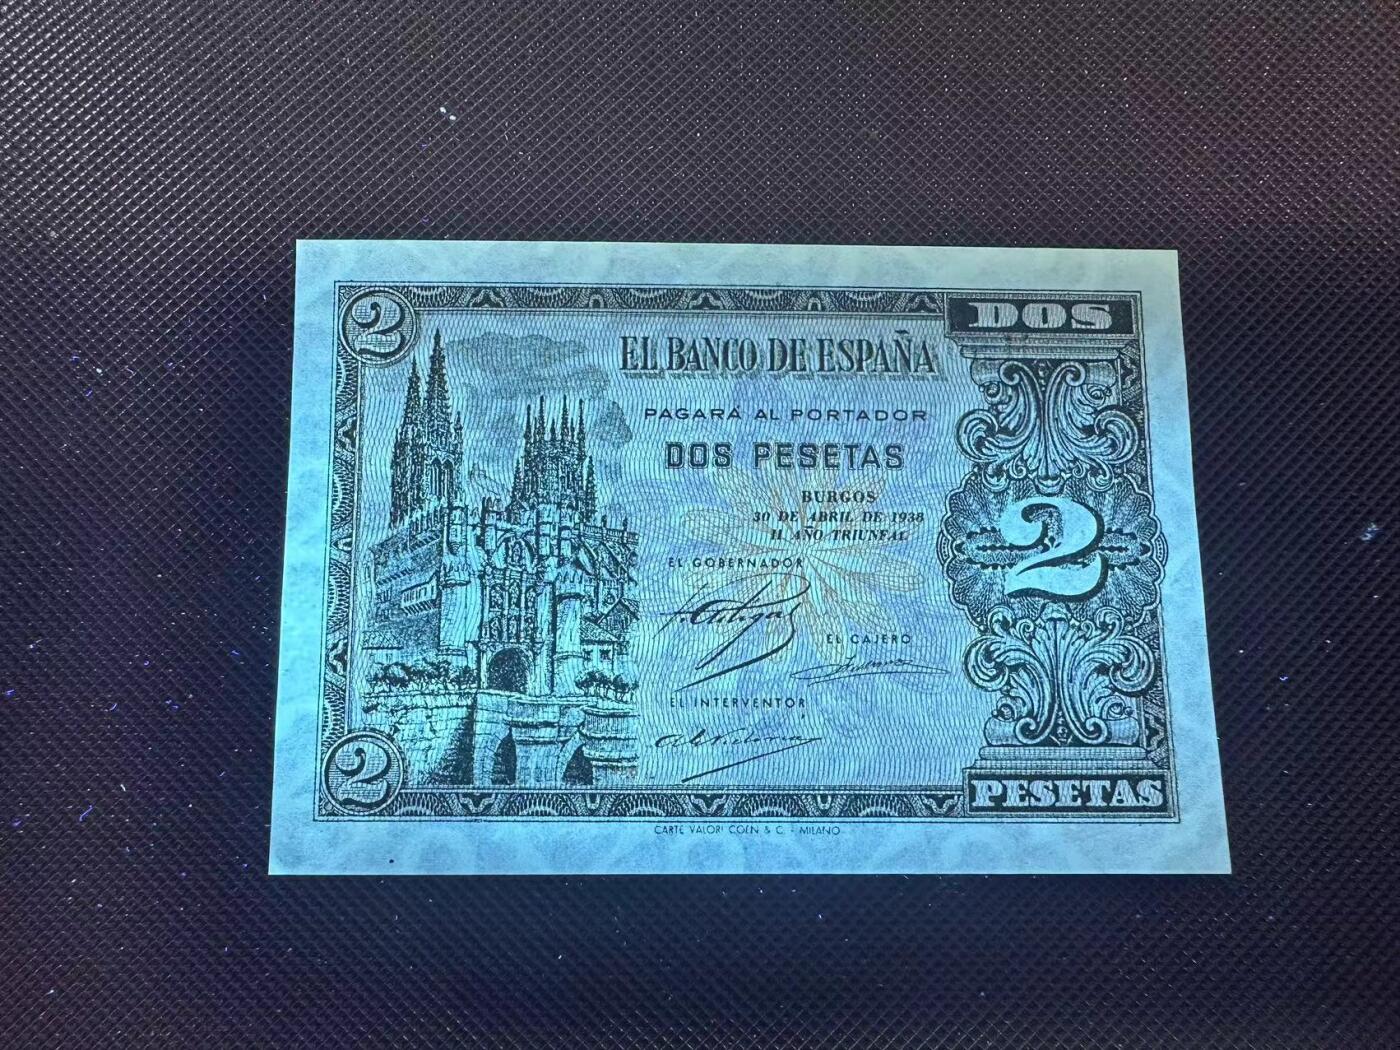 2
DOS
EL BANCO DE ESPAÑA
PAGARÁ AL PORTADOR
DOS PESETAS
BURGOS
30 DE ABRIL DE 1938
II AÑO TRIUNFAL
2
EL GOBERNADOR
EL CAJERO
EL INTERVENTOR
2
PESETAS
CARTE VALORI COEN & C. - MILANO